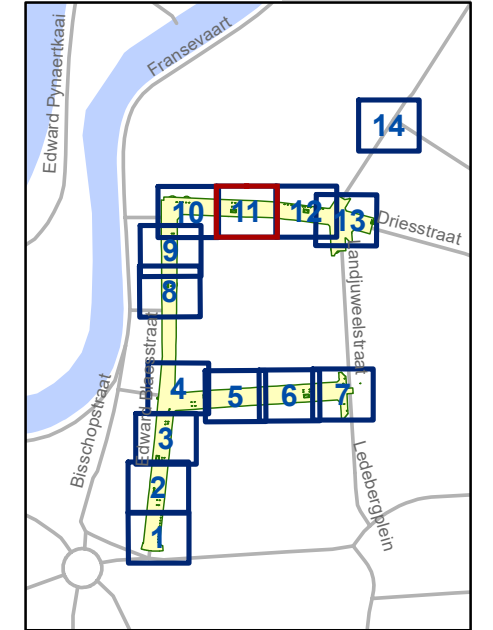 Edward Pynaertkaai
Fransevaart
14
10
11
12
13
Driesstraat
9
8
Landjuweelstraat
Edward Blaesstraat
4
5
6
7
Bisschopstraat
3
Ledebergplein
2
1